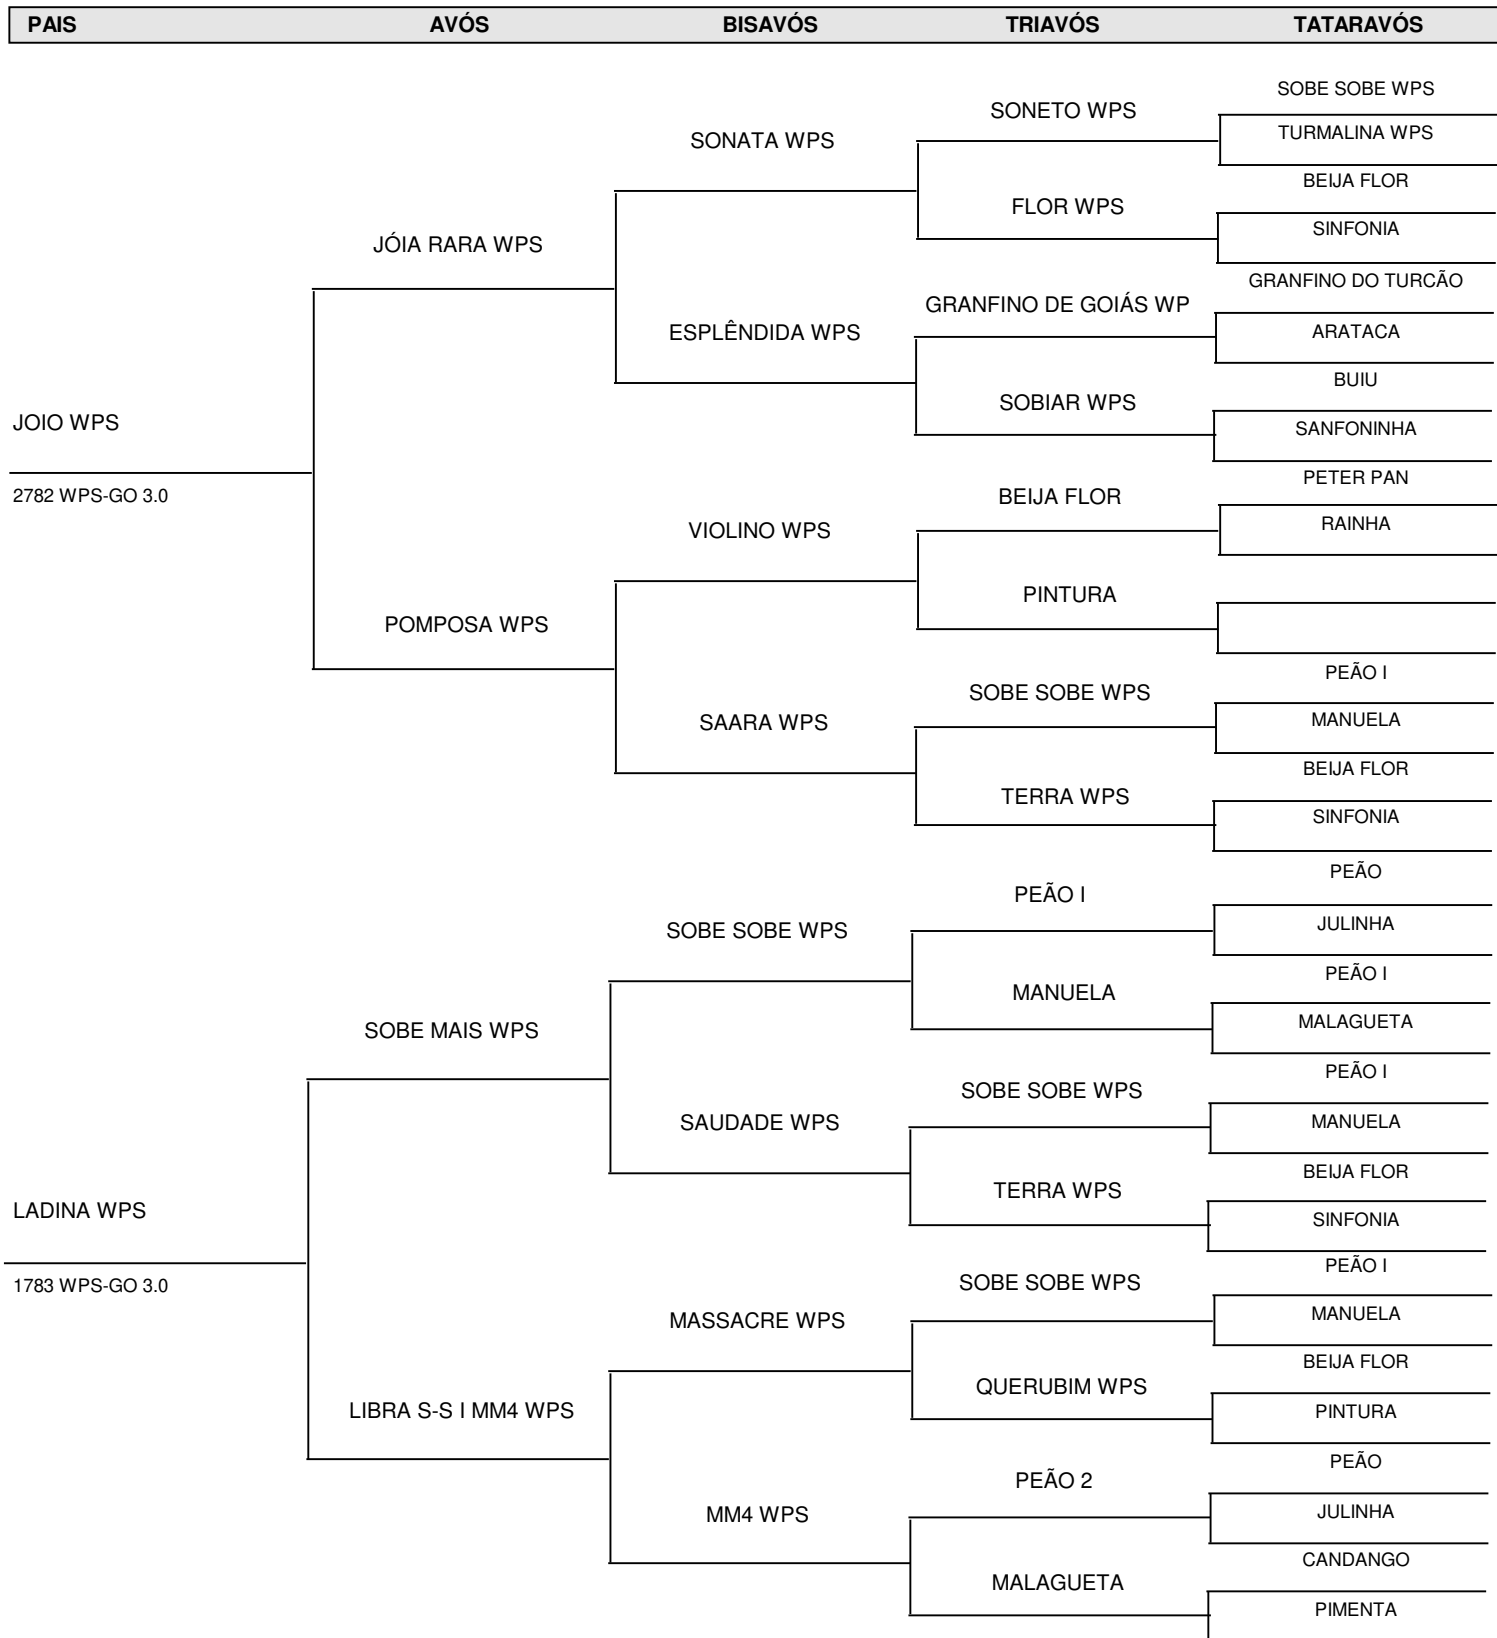 PAIS AVÓS BISAVÓS TRIAVÓS TATARAVÓS
SOBE SOBE WPS
SONETO WPS
TURMALINA WPS
SONATA WPS
BEIJA FLOR
FLOR WPS
SINFONIA
JÓIA RARA WPS
GRANFINO DO TURCÃO
GRANFINO DE GOIÁS WP
ARATACA
ESPLÊNDIDA WPS
BUIU
SOBIAR WPS
SANFONINHA
JOIO WPS
2782 WPS-GO 3.0
PETER PAN
BEIJA FLOR
RAINHA
VIOLINO WPS
PINTURA
POMPOSA WPS
PEÃO I
SOBE SOBE WPS
MANUELA
SAARA WPS
BEIJA FLOR
TERRA WPS
SINFONIA
PEÃO
PEÃO I
JULINHA
SOBE SOBE WPS
PEÃO I
MANUELA
MALAGUETA
SOBE MAIS WPS
PEÃO I
SOBE SOBE WPS
MANUELA
SAUDADE WPS
BEIJA FLOR
TERRA WPS
SINFONIA
LADINA WPS
1783 WPS-GO 3.0
PEÃO I
SOBE SOBE WPS
MANUELA
MASSACRE WPS
BEIJA FLOR
QUERUBIM WPS
PINTURA
LIBRA S-S I MM4 WPS
PEÃO
PEÃO 2
JULINHA
MM4 WPS
CANDANGO
MALAGUETA
PIMENTA